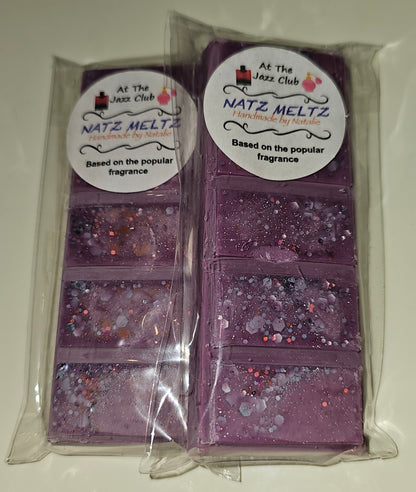 At The
Jazz Club
NATZ MELTZ
Handmade by Natalie
Based on the popular
fragrance
At The
Jazz Club
NATZ MELTZ
Handmade by Natalie
Based on the popular
fragrance